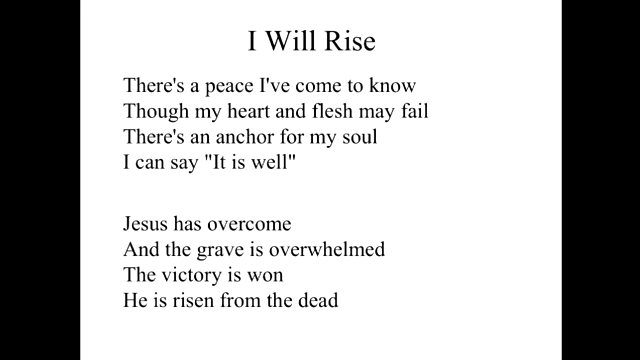 I Will Rise
There's a peace I've come to know
Though my heart and flesh may fail
There's an anchor for my soul
I can say "It is well"
Jesus has overcome
And the grave is overwhelmed
The victory is won
He is risen from the dead